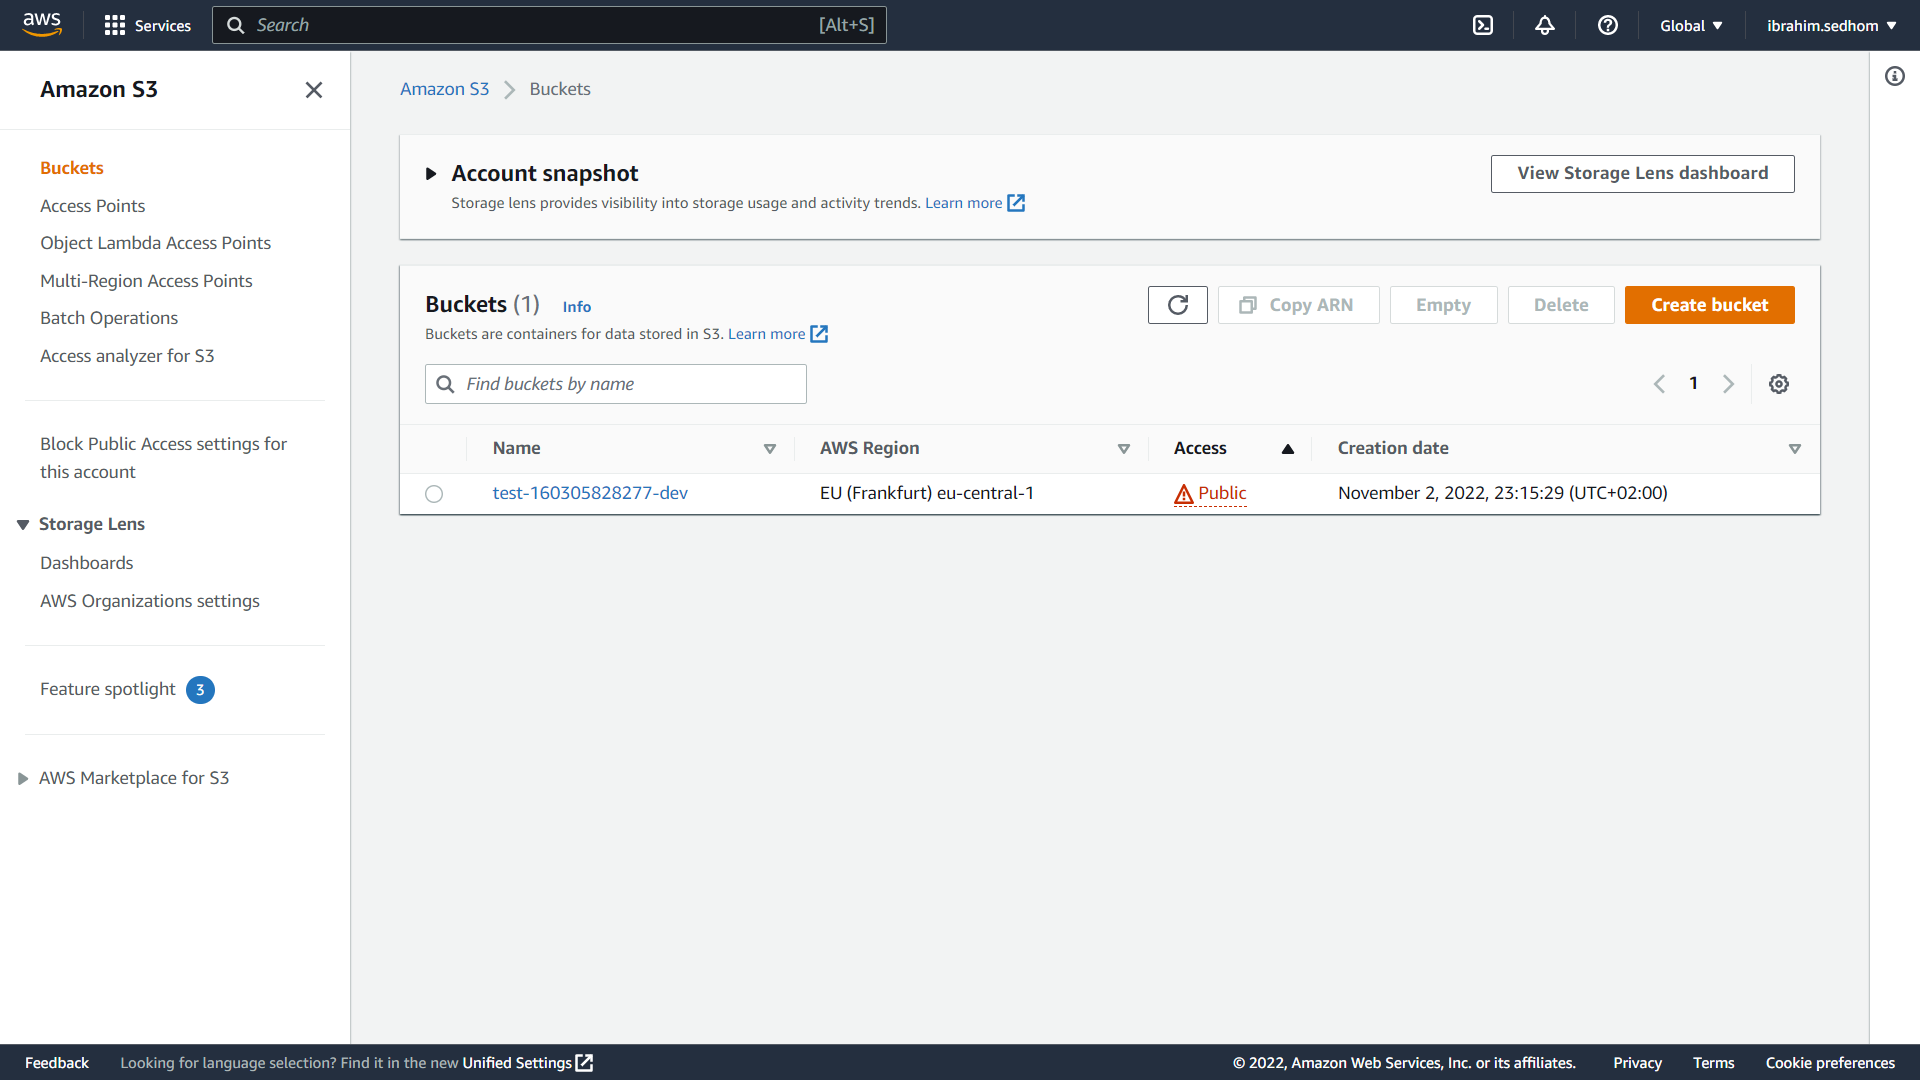 aws
Services
Search [Alt+S]
Global
ibrahim.sedhom
Amazon S3
Buckets
Access Points
Object Lambda Access Points
Multi-Region Access Points
Batch Operations
Access analyzer for S3
Block Public Access settings for
this account
Storage Lens
Dashboards
AWS Organizations settings
Feature spotlight 3
AWS Marketplace for S3
Amazon S3 Buckets
Account snapshot
Storage lens provides visibility into storage usage and activity trends. Learn more
View Storage Lens dashboard
Buckets (1) Info
Buckets are containers for data stored in S3. Learn more
Copy ARN
Empty
Delete
Create bucket
Find buckets by name
1
Name AWS Region Access Creation date
test-160305828277-dev EU (Frankfurt) eu-central-1 Public November 2, 2022, 23:15:29 (UTC+02:00)
Feedback Looking for language selection? Find it in the new Unified Settings
© 2022, Amazon Web Services, Inc. or its affiliates. Privacy Terms Cookie preferences